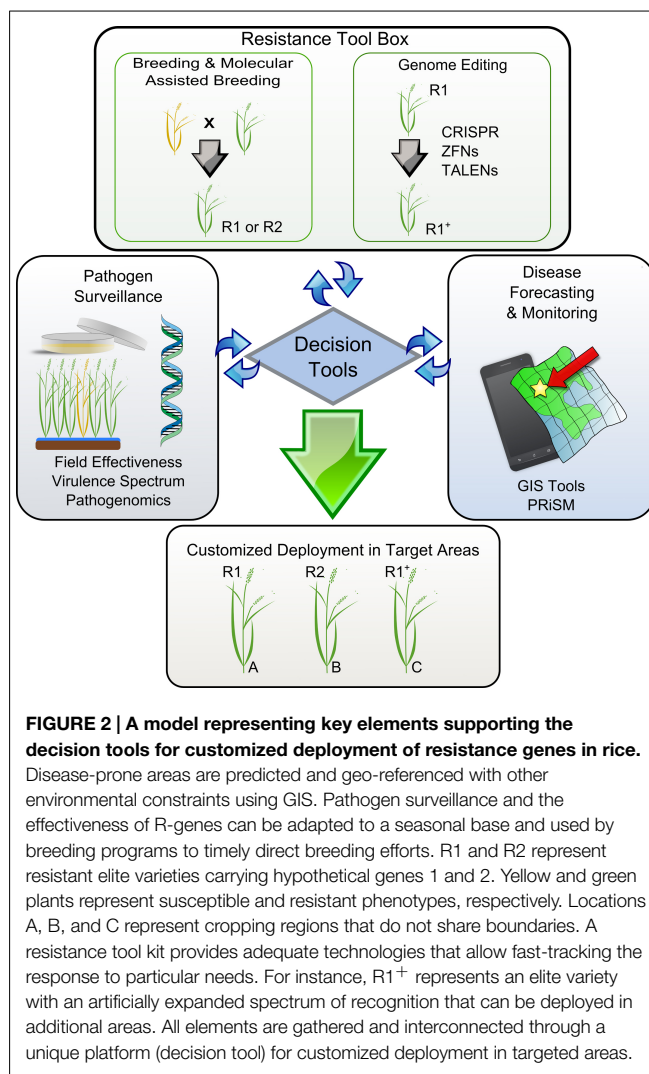 Resistance Tool Box
Breeding & Molecular
Assisted Breeding
x
R1 or R2
Genome Editing
R1
CRISPR
ZFNs
TALENs
R1+
Pathogen
Surveillance
Field Effectiveness
Virulence Spectrum
Pathogenomics
Decision
Tools
Disease
Forecasting
& Monitoring
GIS Tools
PRiSM
Customized Deployment in Target Areas
R1 R2 R1+
A B C
FIGURE 2 | A model representing key elements supporting the
decision tools for customized deployment of resistance genes in rice.
Disease-prone areas are predicted and geo-referenced with other
environmental constraints using GIS. Pathogen surveillance and the
effectiveness of R-genes can be adapted to a seasonal base and used by
breeding programs to timely direct breeding efforts. R1 and R2 represent
resistant elite varieties carrying hypothetical genes 1 and 2. Yellow and green
plants represent susceptible and resistant phenotypes, respectively. Locations
A, B, and C represent cropping regions that do not share boundaries. A
resistance tool kit provides adequate technologies that allow fast-tracking the
response to particular needs. For instance, R1+ represents an elite variety
with an artificially expanded spectrum of recognition that can be deployed in
additional areas. All elements are gathered and interconnected through a
unique platform (decision tool) for customized deployment in targeted areas.